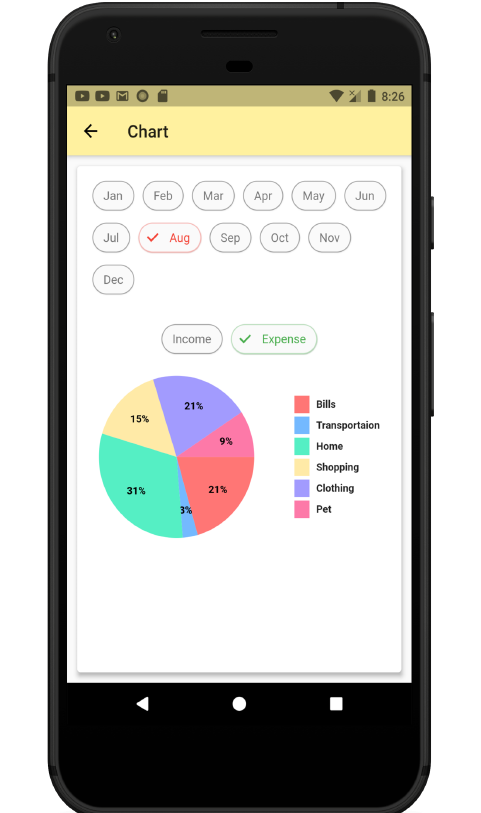 8:26
Chart
Jan Feb Mar Apr May Jun
Jul Aug Sep Oct Nov
Dec
Income Expense
21%
15%
9%
31%
21%
3%
Bills
Transportaion
Home
Shopping
Clothing
Pet